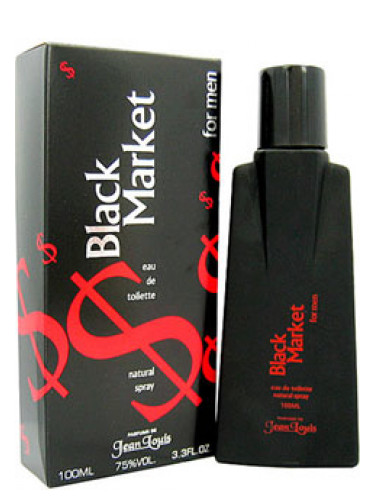 $
Black
Market
for men
$
eau
de
toilette
natural
spray
PARFUMS DE
Jean Louis
100ML 75%VOL. 3.3FL.OZ
Black
Market
for men
eau de toilette
natural spray
100ML
PARFUMS DE
Jean Louis